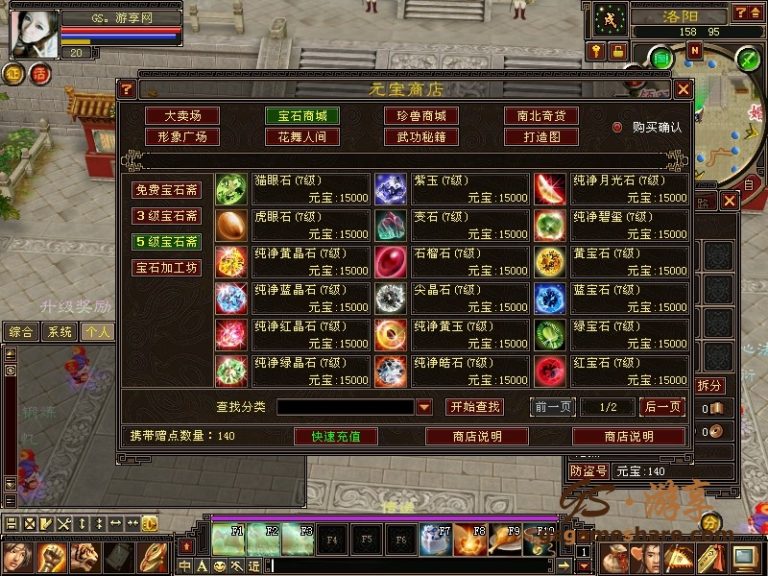 GS. 游享网
20
洛阳
158 95
N
元宝商店
大卖场
宝石商城
珍兽商城
南北奇货
形象广场
花舞人间
武功秘籍
打造图
购买确认
免费宝石斋
3级宝石斋
5级宝石斋
宝石加工坊
猫眼石(7级)
元宝:15000
紫玉(7级)
元宝:15000
纯净月光石(7级)
元宝:15000
虎眼石(7级)
元宝:15000
变石(7级)
元宝:15000
纯净碧玺(7级)
元宝:15000
纯净黄晶石(7级)
元宝:15000
石榴石(7级)
元宝:15000
黄宝石(7级)
元宝:15000
纯净蓝晶石(7级)
元宝:15000
尖晶石(7级)
元宝:15000
蓝宝石(7级)
元宝:15000
纯净红晶石(7级)
元宝:15000
纯净黄玉(7级)
元宝:15000
绿宝石(7级)
元宝:15000
纯净绿晶石(7级)
元宝:15000
纯净皓石(7级)
元宝:15000
红宝石(7级)
元宝:15000
查找分类
开始查找
前一页
1/2
后一页
携带赠点数量:140
快速充值
商店说明
商店说明
升级奖励
综合
系统
个人
拆分
0
0
防盗号
元宝:140
GS·游享
F1
F2
F3
F4
F5
F6
F7
F8
F9
F10
1
中
A
近